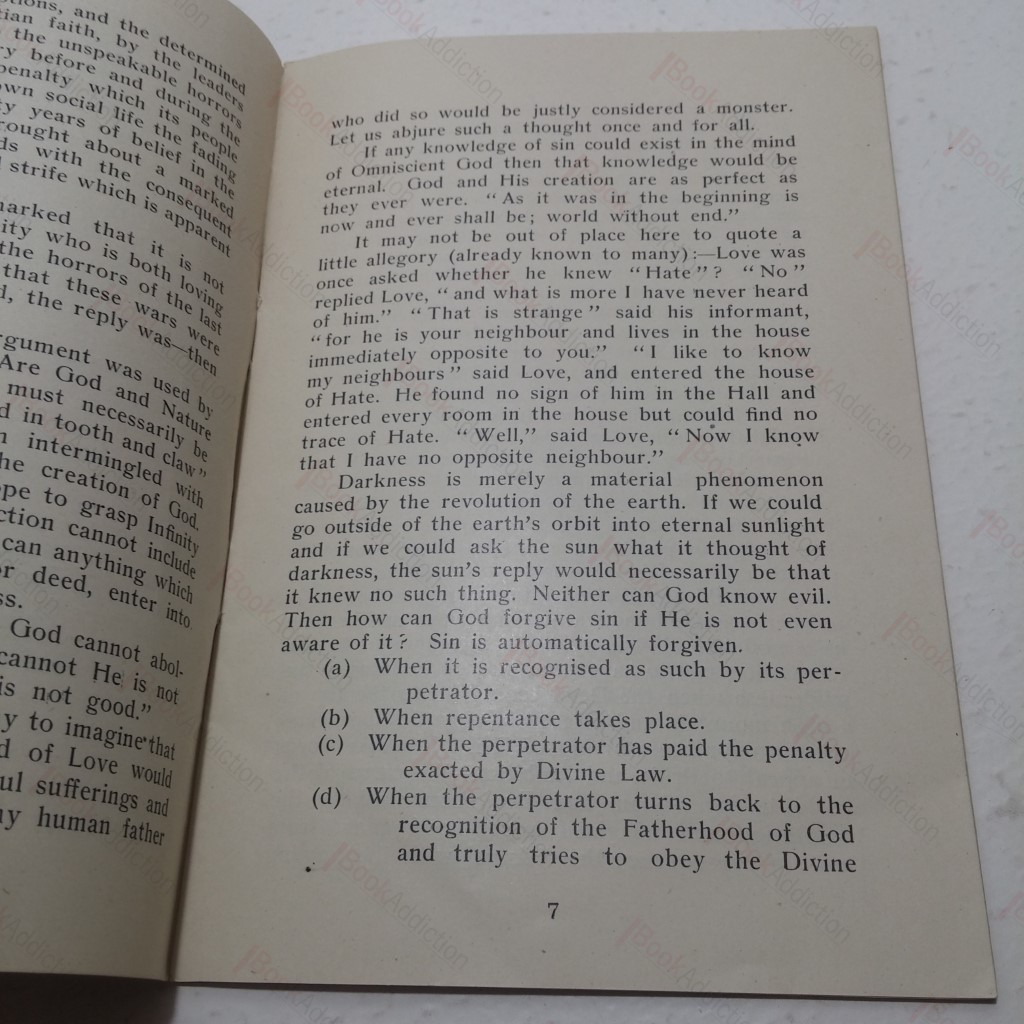 tions, and the determined
tian faith, by the leaders
the unspeakable horrors
ry before and during the
penalty which its people
own social life the fading
ty years of belief in the
rought about a marked
ds with the consequent
strife which is apparent
marked that it is not
ity who is both loving
the horrors of the last
that these wars were
d, the reply was—then
rgument was used by
Are God and Nature
must necessarily be
d in tooth and claw"
n intermingled with
he creation of God.
ope to grasp Infinity
ction cannot include
can anything which
or deed, enter into
ss.
God cannot abol-
cannot He is not
is not good."
y to imagine that
d of Love would
ul sufferings and
ny human father
who did so would be justly considered a monster.
Let us abjure such a thought once and for all.
If any knowledge of sin could exist in the mind
of Omniscient God then that knowledge would be
eternal. God and His creation are as perfect as
they ever were. "As it was in the beginning is
now and ever shall be; world without end."
It may not be out of place here to quote a
little allegory (already known to many):—Love was
once asked whether he knew "Hate"? "No"
replied Love, "and what is more I have never heard
of him." "That is strange" said his informant,
"for he is your neighbour and lives in the house
immediately opposite to you." "I like to know
my neighbours" said Love, and entered the house
of Hate. He found no sign of him in the Hall and
entered every room in the house but could find no
trace of Hate. "Well," said Love, "Now I know
that I have no opposite neighbour."
Darkness is merely a material phenomenon
caused by the revolution of the earth. If we could
go outside of the earth's orbit into eternal sunlight
and if we could ask the sun what it thought of
darkness, the sun's reply would necessarily be that
it knew no such thing. Neither can God know evil.
Then how can God forgive sin if He is not even
aware of it? Sin is automatically forgiven.
(a) When it is recognised as such by its per-
petrator.
(b) When repentance takes place.
(c) When the perpetrator has paid the penalty
exacted by Divine Law.
(d) When the perpetrator turns back to the
recognition of the Fatherhood of God
and truly tries to obey the Divine
7
BookAddiction